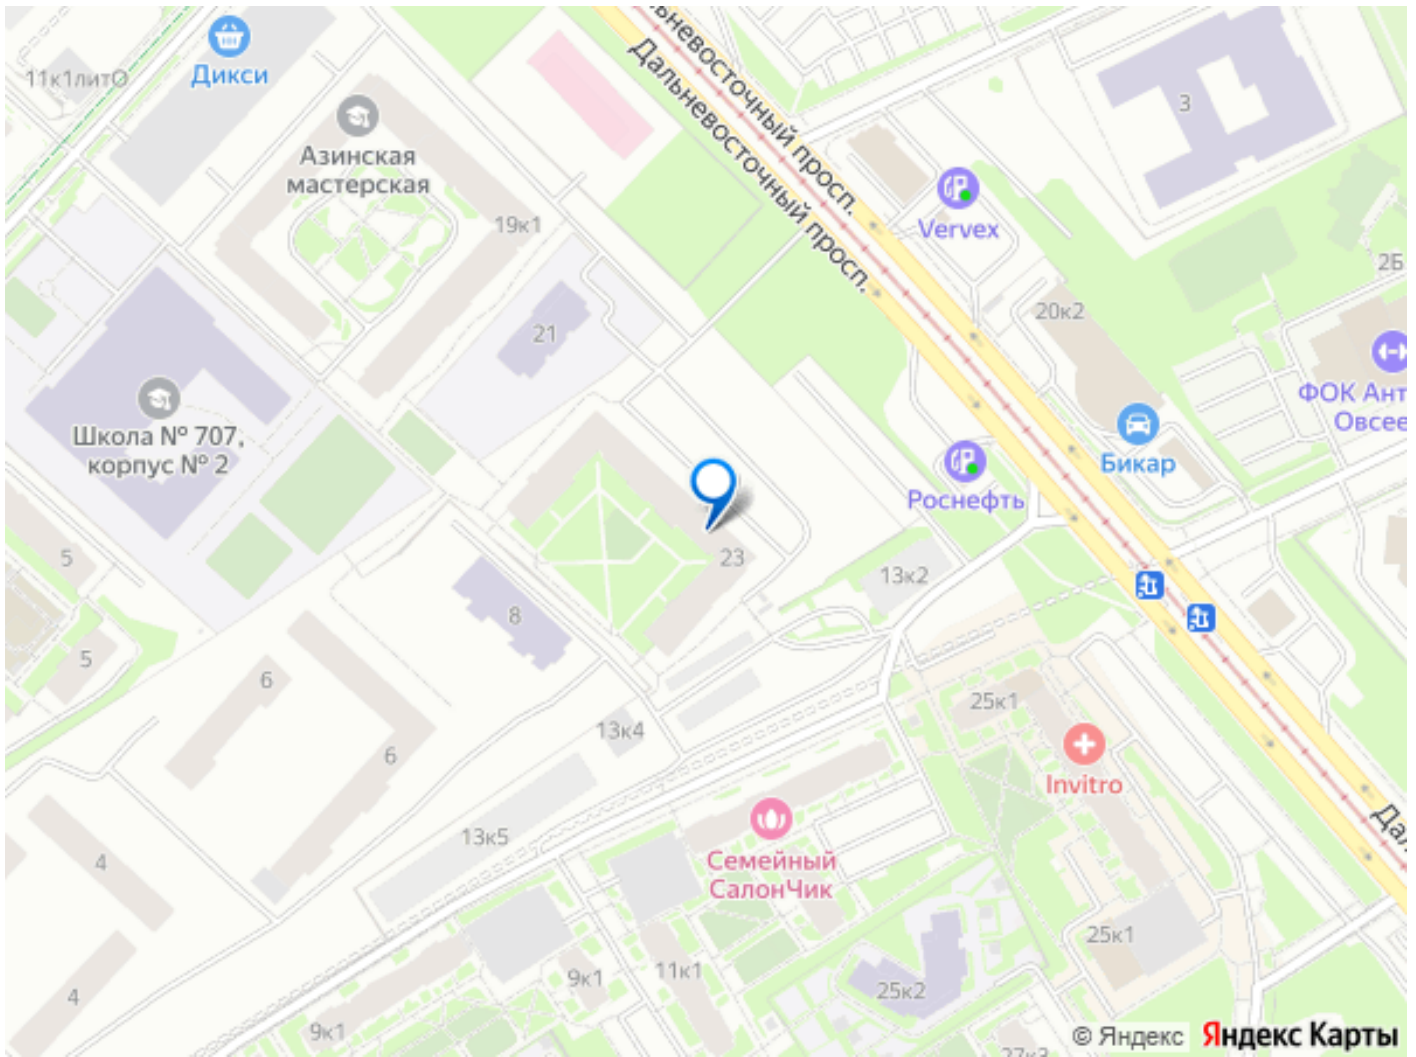 Дальневосточный просп.
Дальневосточный просп.
11к1литО
Дикси
Азинская
мастерская
3
19к1
Vervex
2Б
20к2
21
ФОК Ант
Овсее
Школа № 707,
корпус № 2
Бикар
Роснефть
5
23
13к2
8
5
6
25к1
13к4
6
Invitro
Дал
13к5
4
Семейный
СалонЧик
25к1
9к1
11к1
4
25к2
9к1
27к3
© Яндекс Яндекс Карты